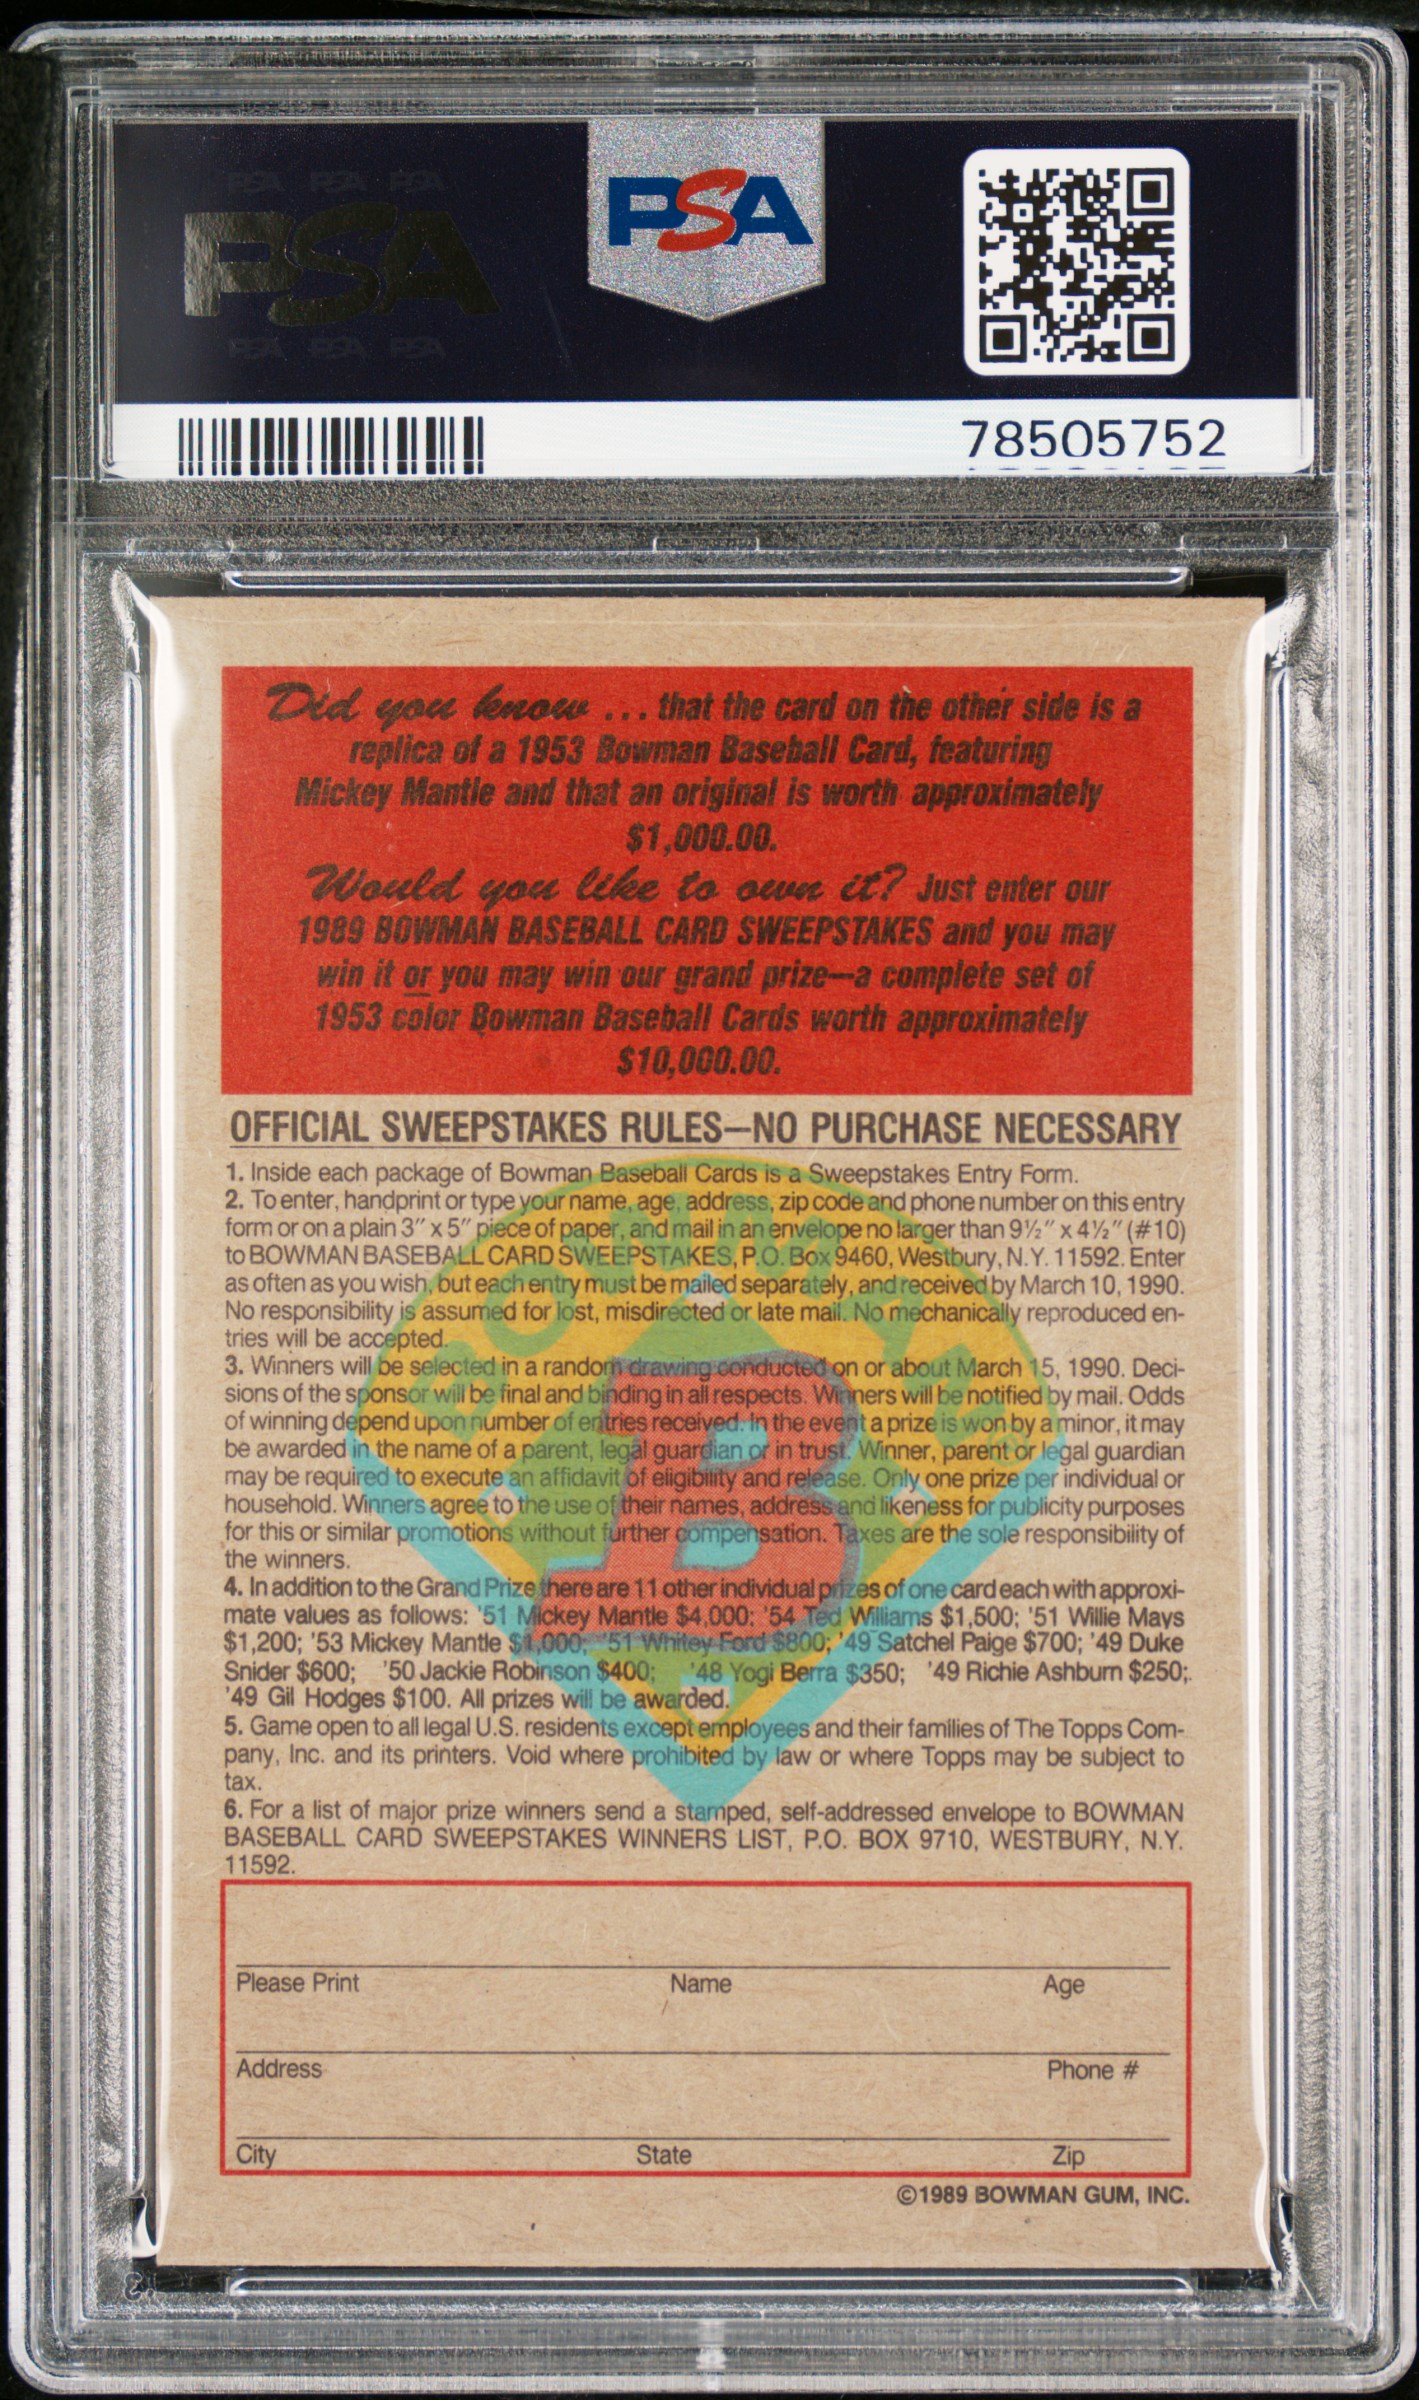 PSA PSA PSA
PSA
PSA PSA PSA
PSA
78505752
Did you know ... that the card on the other side is a
replica of a 1953 Bowman Baseball Card, featuring
Mickey Mantle and that an original is worth approximately
$1,000.00.
Would you like to own it? Just enter our
1989 BOWMAN BASEBALL CARD SWEEPSTAKES and you may
win it or you may win our grand prize—a complete set of
1953 color Bowman Baseball Cards worth approximately
$10,000.00.
OFFICIAL SWEEPSTAKES RULES—NO PURCHASE NECESSARY
1. Inside each package of Bowman Baseball Cards is a Sweepstakes Entry Form.
2. To enter, handprint or type your name, age, address, zip code and phone number on this entry
form or on a plain 3″ x 5″ piece of paper, and mail in an envelope no larger than 9½″ x 4½″ (#10)
to BOWMAN BASEBALL CARD SWEEPSTAKES, P.O. Box 9460, Westbury, N.Y. 11592. Enter
as often as you wish, but each entry must be mailed separately, and received by March 10, 1990.
No responsibility is assumed for lost, misdirected or late mail. No mechanically reproduced en-
tries will be accepted.
3. Winners will be selected in a random drawing conducted on or about March 15, 1990. Deci-
sions of the sponsor will be final and binding in all respects. Winners will be notified by mail. Odds
of winning depend upon number of entries received. In the event a prize is won by a minor, it may
be awarded in the name of a parent, legal guardian or in trust. Winner, parent or legal guardian
may be required to execute an affidavit of eligibility and release. Only one prize per individual or
household. Winners agree to the use of their names, address and likeness for publicity purposes
for this or similar promotions without further compensation. Taxes are the sole responsibility of
the winners.
4. In addition to the Grand Prize there are 11 other individual prizes of one card each with approxi-
mate values as follows: '51 Mickey Mantle $4,000; '54 Ted Williams $1,500; '51 Willie Mays
$1,200; '53 Mickey Mantle $1,000; '51 Whitey Ford $800; '49 Satchel Paige $700; '49 Duke
Snider $600; '50 Jackie Robinson $400; '48 Yogi Berra $350; '49 Richie Ashburn $250;
'49 Gil Hodges $100. All prizes will be awarded.
5. Game open to all legal U.S. residents except employees and their families of The Topps Com-
pany, Inc. and its printers. Void where prohibited by law or where Topps may be subject to
tax.
6. For a list of major prize winners send a stamped, self-addressed envelope to BOWMAN
BASEBALL CARD SWEEPSTAKES WINNERS LIST, P.O. BOX 9710, WESTBURY, N.Y.
11592.
B
Please Print Name Age
Address Phone #
City State Zip
©1989 BOWMAN GUM, INC.